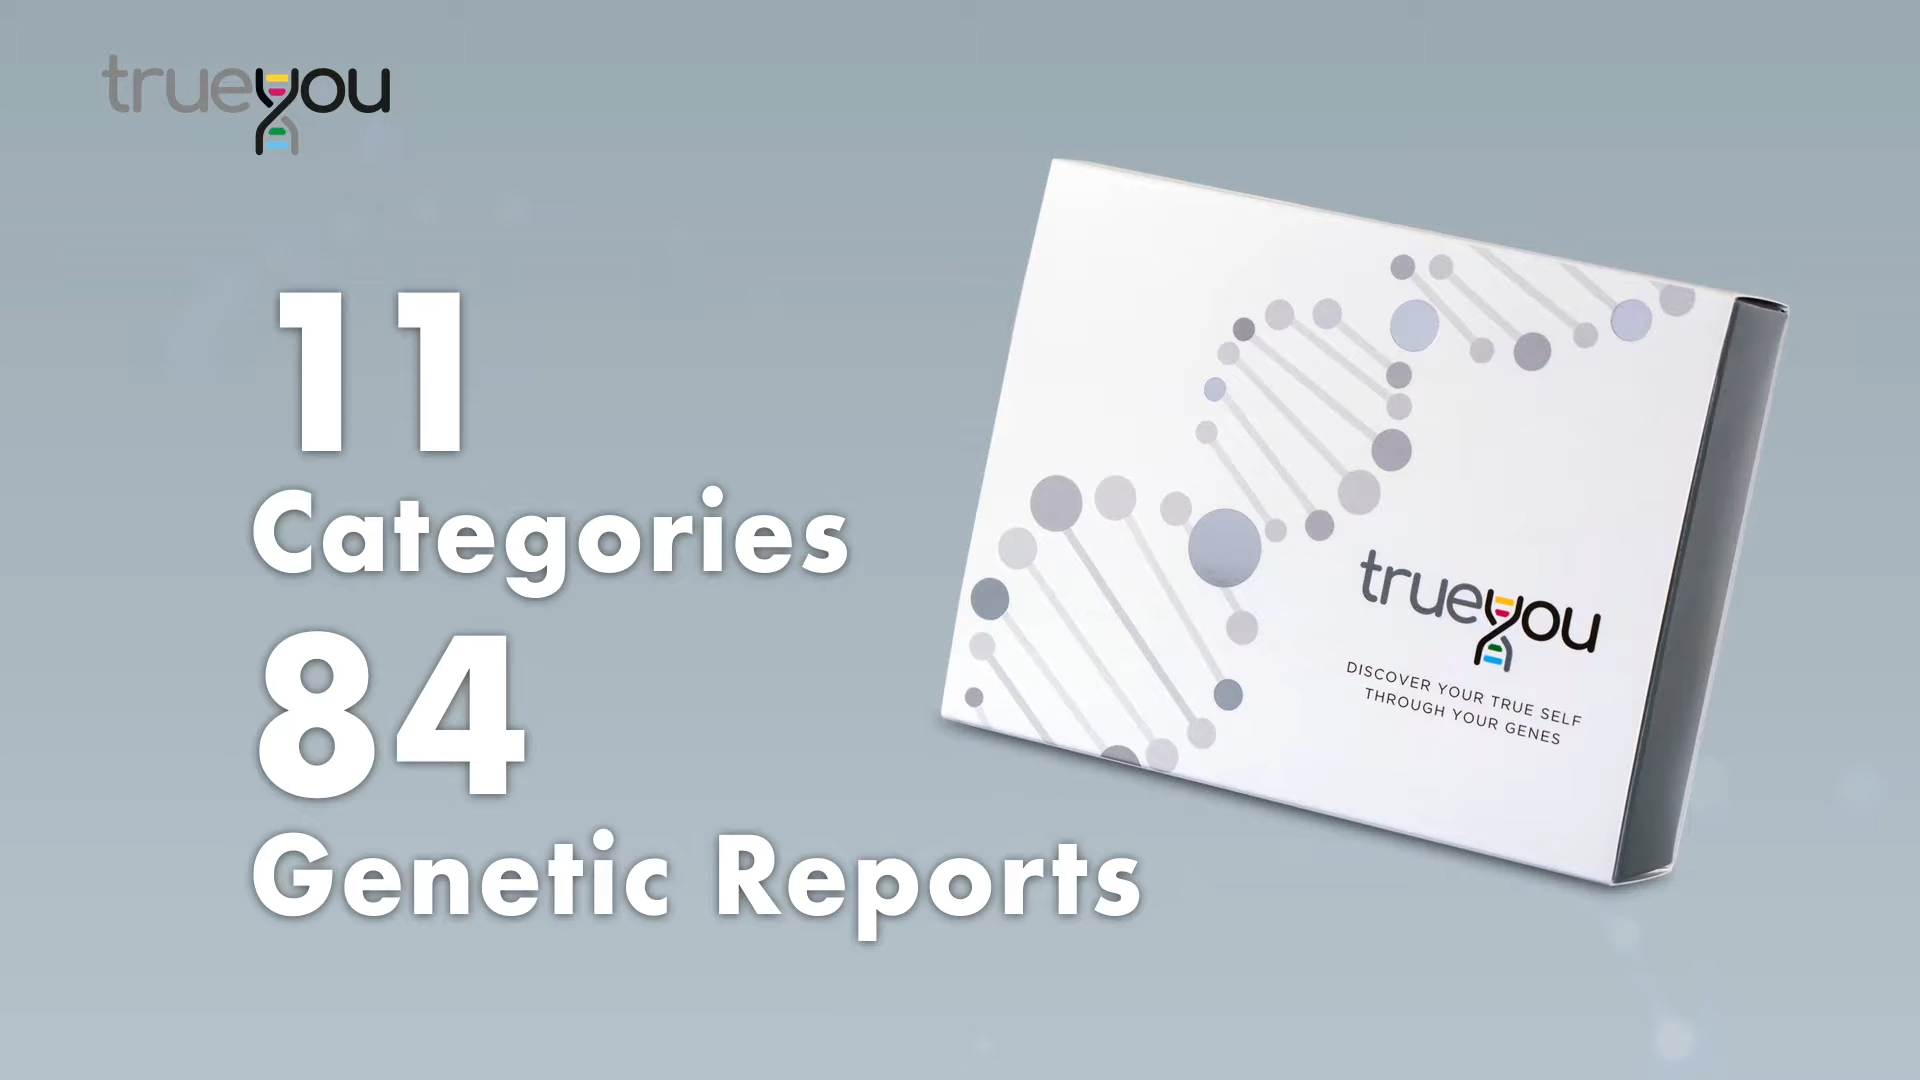 trueyou
11
Categories
84
Genetic Reports
trueyou
DISCOVER YOUR TRUE SELF
THROUGH YOUR GENES